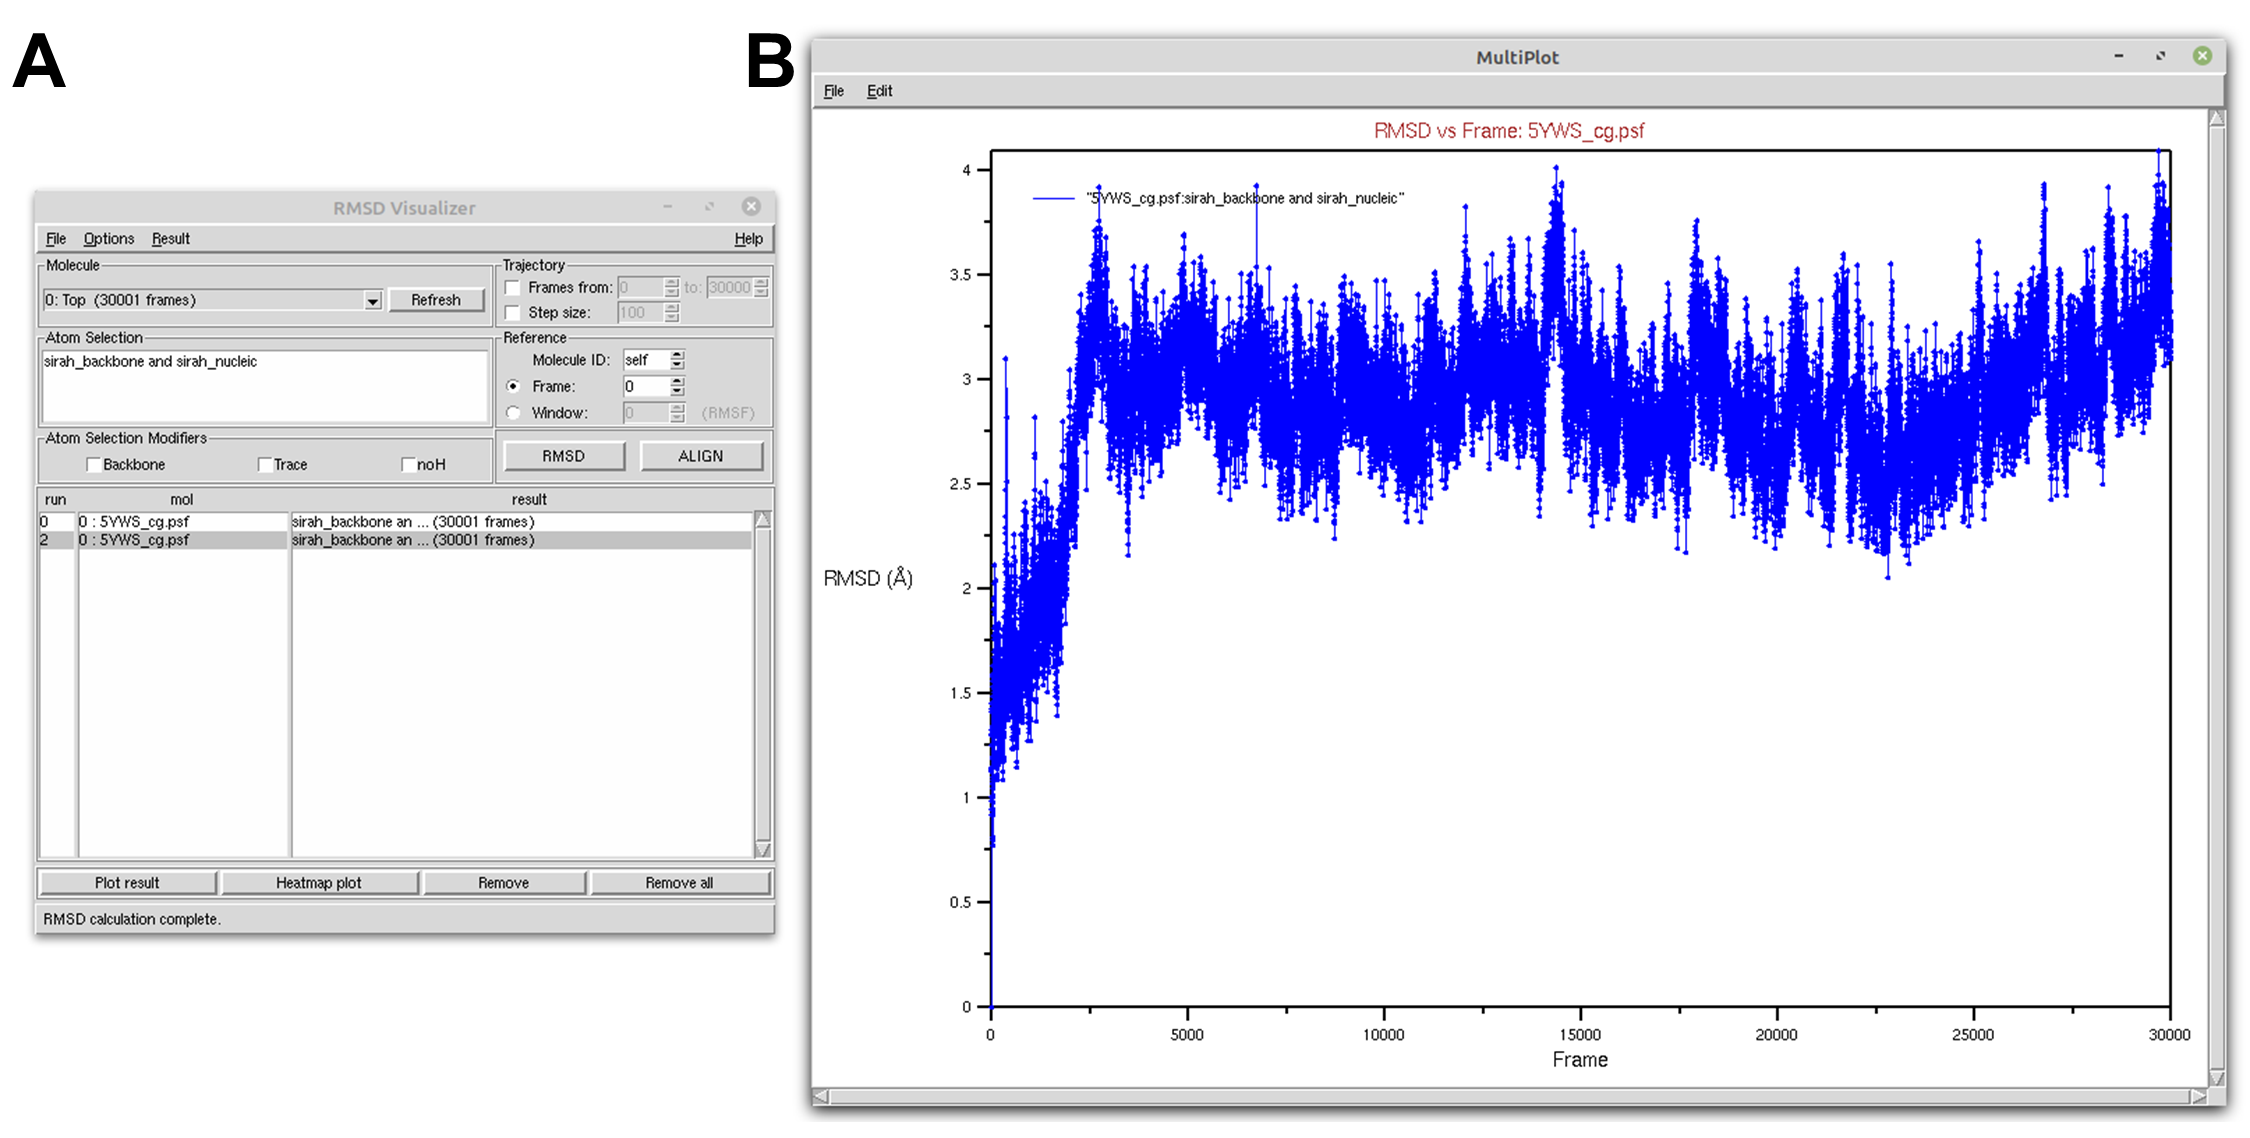 A
RMSD Visualizer
File Options Result Help
Molecule
0: Top (30001 frames)
Refresh
Trajectory
Frames from: 0 to: 30000
Step size: 100
Atom Selection
sirah_backbone and sirah_nucleic
Reference
Molecule ID: self
Frame: 0
Window: 0 (RMSF)
Atom Selection Modifiers
Backbone Trace noH
RMSD ALIGN
run mol result
0 0 : 5YWS_cg.psf sirah_backbone an ... (30001 frames)
2 0 : 5YWS_cg.psf sirah_backbone an ... (30001 frames)
Plot result Heatmap plot Remove Remove all
RMSD calculation complete.
B
MultiPlot
File Edit
RMSD vs Frame: 5YWS_cg.psf
"5YWS_cg.psf:sirah_backbone and sirah_nucleic"
4
3.5
3
2.5
2
1.5
1
0.5
0
RMSD (Å)
0 5000 10000 15000 20000 25000 30000
Frame